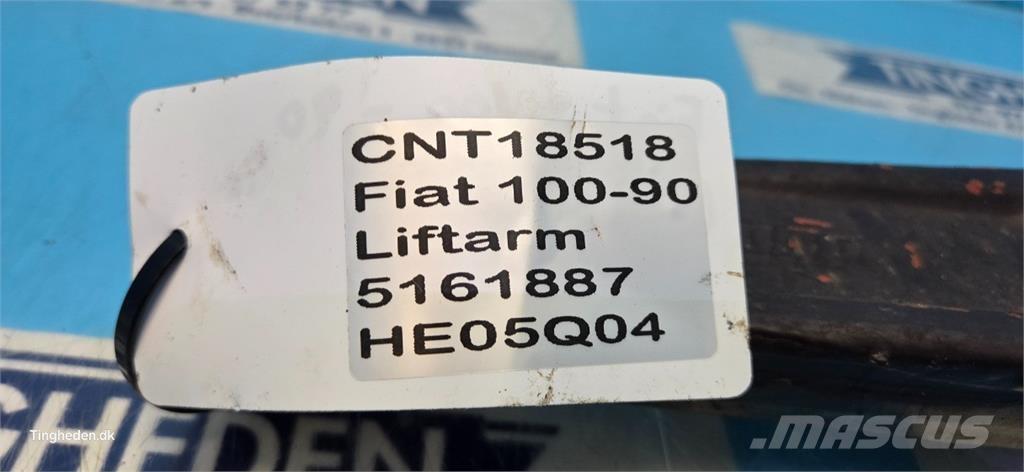 CNT18518
Fiat 100-90
Liftarm
5161887
HE05Q04
Tingheden.dk
MASCUS